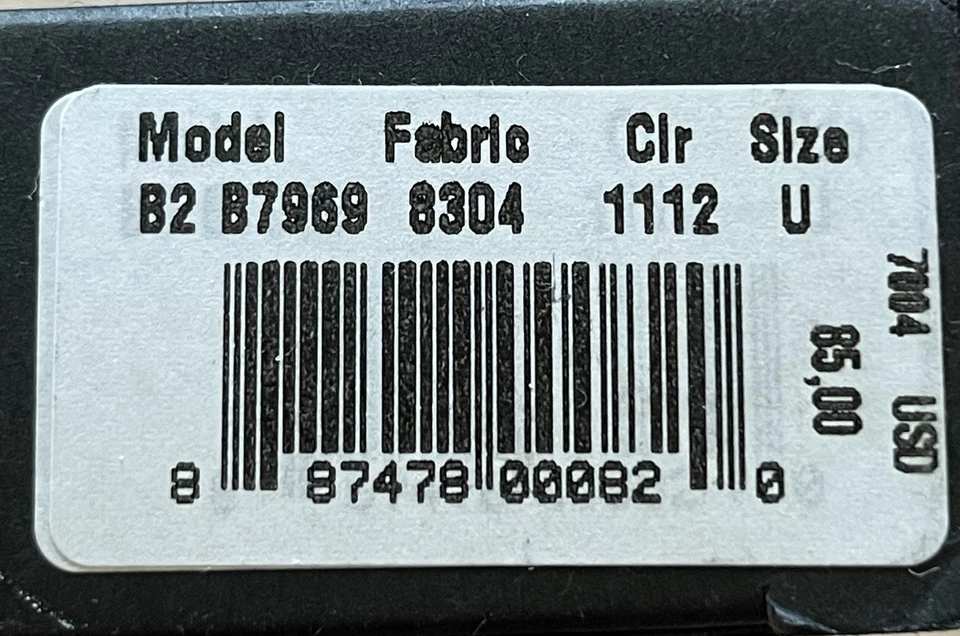 Model Fabric Clr Size
B2 B7969 8304 1112 U
8 87478 00082 0
7004 USD
85,00